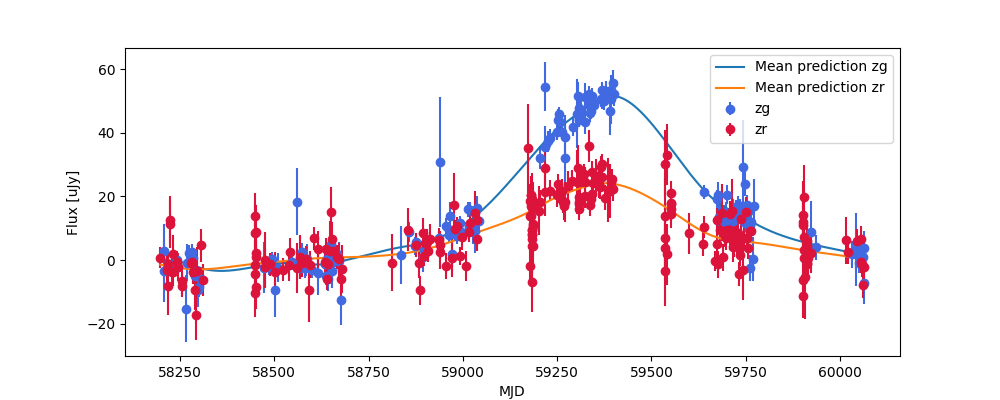 60
40
20
0
−20
Flux [uJy]
58250 58500 58750 59000 59250 59500 59750 60000
MJD
Mean prediction zg
Mean prediction zr
zg
zr